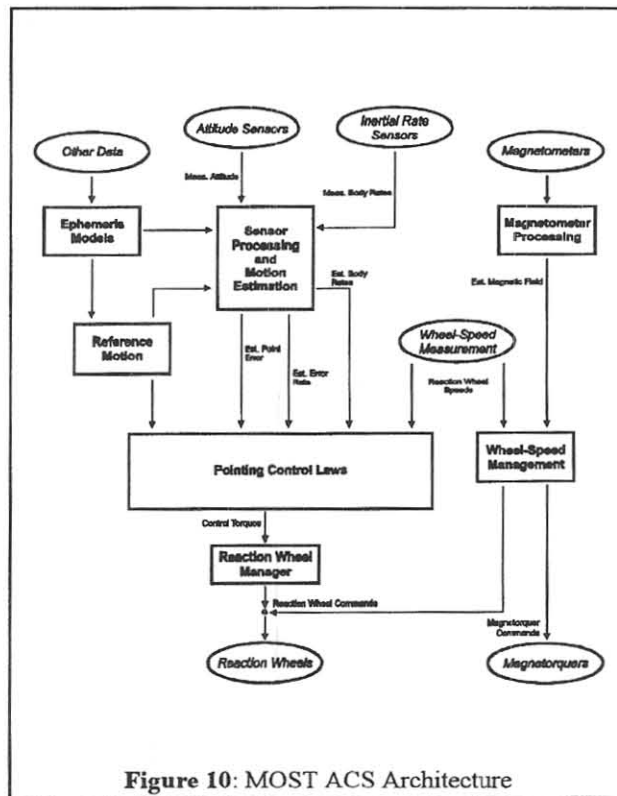 Attitude Sensors
Inertial Rate
Sensors
Other Data
Magnetometers
Meas. Attitude
Meas. Body Rates
Ephemeris
Models
Sensor
Processing
and
Motion
Estimation
Magnetometer
Processing
Est. Body
Rates
Est. Magnetic Field
Reference
Motion
Est. Point
Error
Est. Error
Rate
Wheel-Speed
Measurement
Reaction Wheel
Speeds
Pointing Control Laws
Wheel-Speed
Management
Control Torques
Reaction Wheel
Manager
Reaction Wheel Commands
Magnetorquer
Commands
Reaction Wheels
Magnetorquers
Figure 10: MOST ACS Architecture